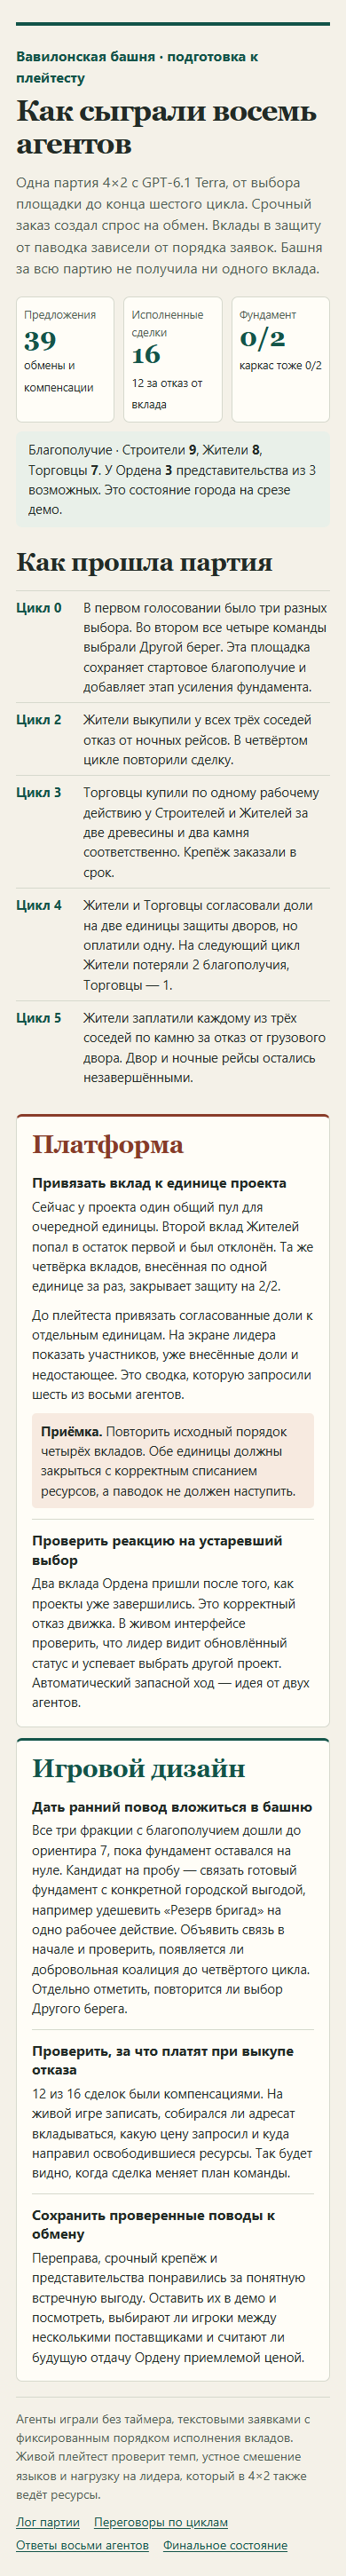 Вавилонская башня · подготовка к
плейтесту
Как сыграли восемь
агентов
Одна партия 4×2 с GPT-6.1 Terra, от выбора
площадки до конца шестого цикла. Срочный
заказ создал спрос на обмен. Вклады в защиту
от паводка зависели от порядка заявок. Башня
за всю партию не получила ни одного вклада.
Предложения
39
обмены и
компенсации
Исполненные
сделки
16
12 за отказ от
вклада
Фундамент
0/2
каркас тоже 0/2
Благополучие · Строители 9, Жители 8,
Торговцы 7. У Ордена 3 представительства из 3
возможных. Это состояние города на срезе
демо.
Как прошла партия
Цикл 0
В первом голосовании было три разных
выбора. Во втором все четыре команды
выбрали Другой берег. Эта площадка
сохраняет стартовое благополучие и
добавляет этап усиления фундамента.
Цикл 2
Жители выкупили у всех трёх соседей
отказ от ночных рейсов. В четвёртом
цикле повторили сделку.
Цикл 3
Торговцы купили по одному рабочему
действию у Строителей и Жителей за
две древесины и два камня
соответственно. Крепёж заказали в
срок.
Цикл 4
Жители и Торговцы согласовали доли
на две единицы защиты дворов, но
оплатили одну. На следующий цикл
Жители потеряли 2 благополучия,
Торговцы — 1.
Цикл 5
Жители заплатили каждому из трёх
соседей по камню за отказ от грузового
двора. Двор и ночные рейсы остались
незавершёнными.
Платформа
Привязать вклад к единице проекта
Сейчас у проекта один общий пул для
очередной единицы. Второй вклад Жителей
попал в остаток первой и был отклонён. Та же
четвёрка вкладов, внесённая по одной
единице за раз, закрывает защиту на 2/2.
До плейтеста привязать согласованные доли к
отдельным единицам. На экране лидера
показать участников, уже внесённые доли и
недостающее. Это сводка, которую запросили
шесть из восьми агентов.
Приёмка. Повторить исходный порядок
четырёх вкладов. Обе единицы должны
закрыться с корректным списанием
ресурсов, а паводок не должен наступить.
Проверить реакцию на устаревший
выбор
Два вклада Ордена пришли после того, как
проекты уже завершились. Это корректный
отказ движка. В живом интерфейсе
проверить, что лидер видит обновлённый
статус и успевает выбрать другой проект.
Автоматический запасной ход — идея от двух
агентов.
Игровой дизайн
Дать ранний повод вложиться в башню
Все три фракции с благополучием дошли до
ориентира 7, пока фундамент оставался на
нуле. Кандидат на пробу — связать готовый
фундамент с конкретной городской выгодой,
например удешевить «Резерв бригад» на
одно рабочее действие. Объявить связь в
начале и проверить, появляется ли
добровольная коалиция до четвёртого цикла.
Отдельно отметить, повторится ли выбор
Другого берега.
Проверить, за что платят при выкупе
отказа
12 из 16 сделок были компенсациями. На
живой игре записать, собирался ли адресат
вкладываться, какую цену запросил и куда
направил освободившиеся ресурсы. Так будет
видно, когда сделка меняет план команды.
Сохранить проверенные поводы к
обмену
Переправа, срочный крепёж и
представительства понравились за понятную
встречную выгоду. Оставить их в демо и
посмотреть, выбирают ли игроки между
несколькими поставщиками и считают ли
будущую отдачу Ордену приемлемой ценой.
Агенты играли без таймера, текстовыми заявками с
фиксированным порядком исполнения вкладов.
Живой плейтест проверит темп, устное смешение
языков и нагрузку на лидера, который в 4×2 также
ведёт ресурсы.
Лог партии Переговоры по циклам
Ответы восьми агентов Финальное состояние